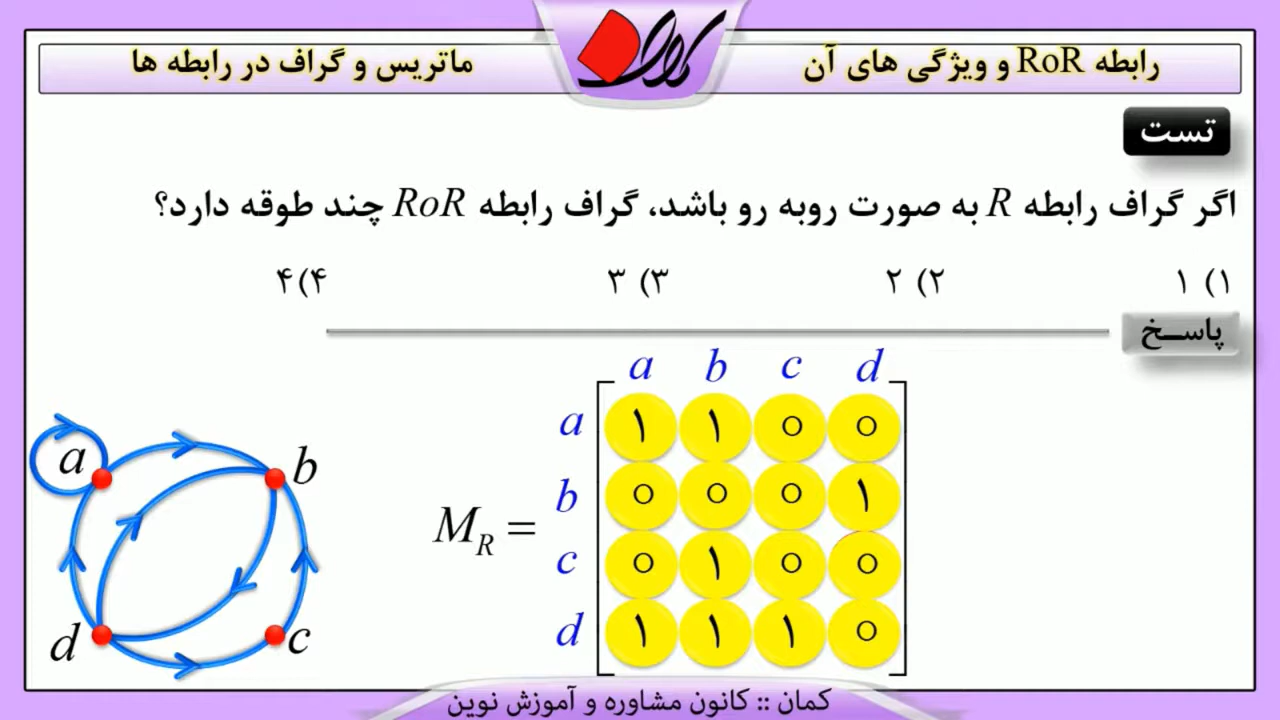 رابطه RoR و ویژگی های آن
ماتریس و گراف در رابطه ها
کمان
تست
اگر گراف رابطه R به صورت روبه رو باشد، گراف رابطه RoR چند طوقه دارد؟
۱) ۱ ۲) ۲ ۳) ۳ ۴) ۴
پاسـخ
a b c d
a ۱ ۱ ۰ ۰
b ۰ ۰ ۰ ۱
M_R =
c ۰ ۱ ۰ ۰
d ۱ ۱ ۱ ۰
a b
d c
کمان :: کانون مشاوره و آموزش نوین